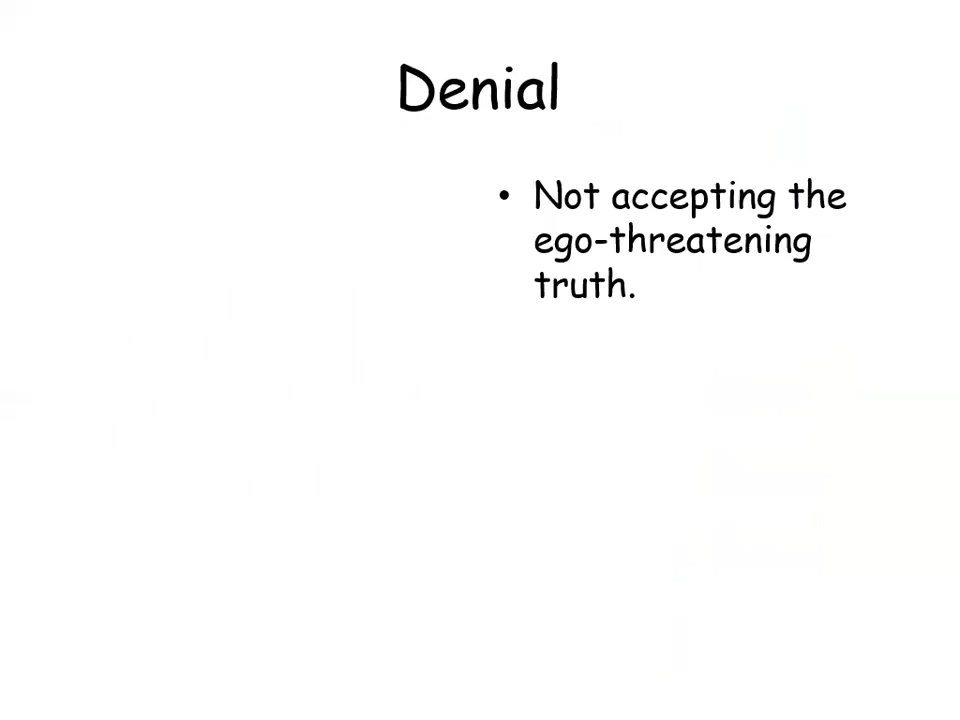 Denial
• Not accepting the
ego-threatening
truth.